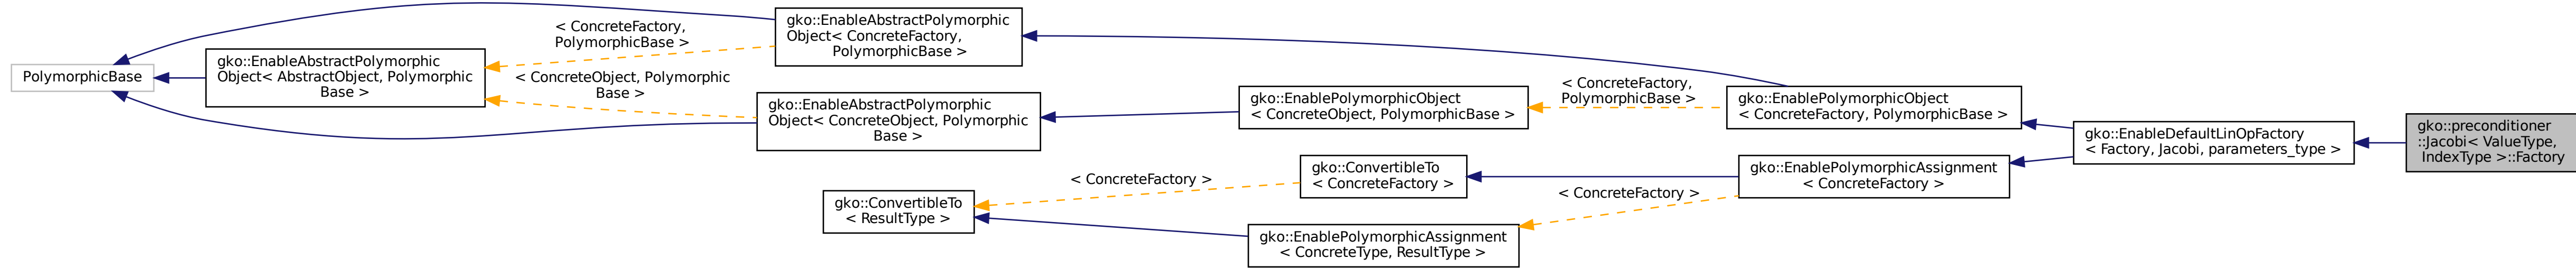 PolymorphicBase
gko::EnableAbstractPolymorphic
Object< AbstractObject, Polymorphic
Base >
< ConcreteFactory,
PolymorphicBase >
< ConcreteObject, Polymorphic
Base >
gko::EnableAbstractPolymorphic
Object< ConcreteFactory,
PolymorphicBase >
gko::EnableAbstractPolymorphic
Object< ConcreteObject, Polymorphic
Base >
gko::ConvertibleTo
< ResultType >
< ConcreteFactory >
gko::EnablePolymorphicObject
< ConcreteObject, PolymorphicBase >
gko::ConvertibleTo
< ConcreteFactory >
gko::EnablePolymorphicAssignment
< ConcreteType, ResultType >
< ConcreteFactory,
PolymorphicBase >
< ConcreteFactory >
gko::EnablePolymorphicObject
< ConcreteFactory, PolymorphicBase >
gko::EnablePolymorphicAssignment
< ConcreteFactory >
gko::EnableDefaultLinOpFactory
< Factory, Jacobi, parameters_type >
gko::preconditioner
::Jacobi< ValueType,
IndexType >::Factory